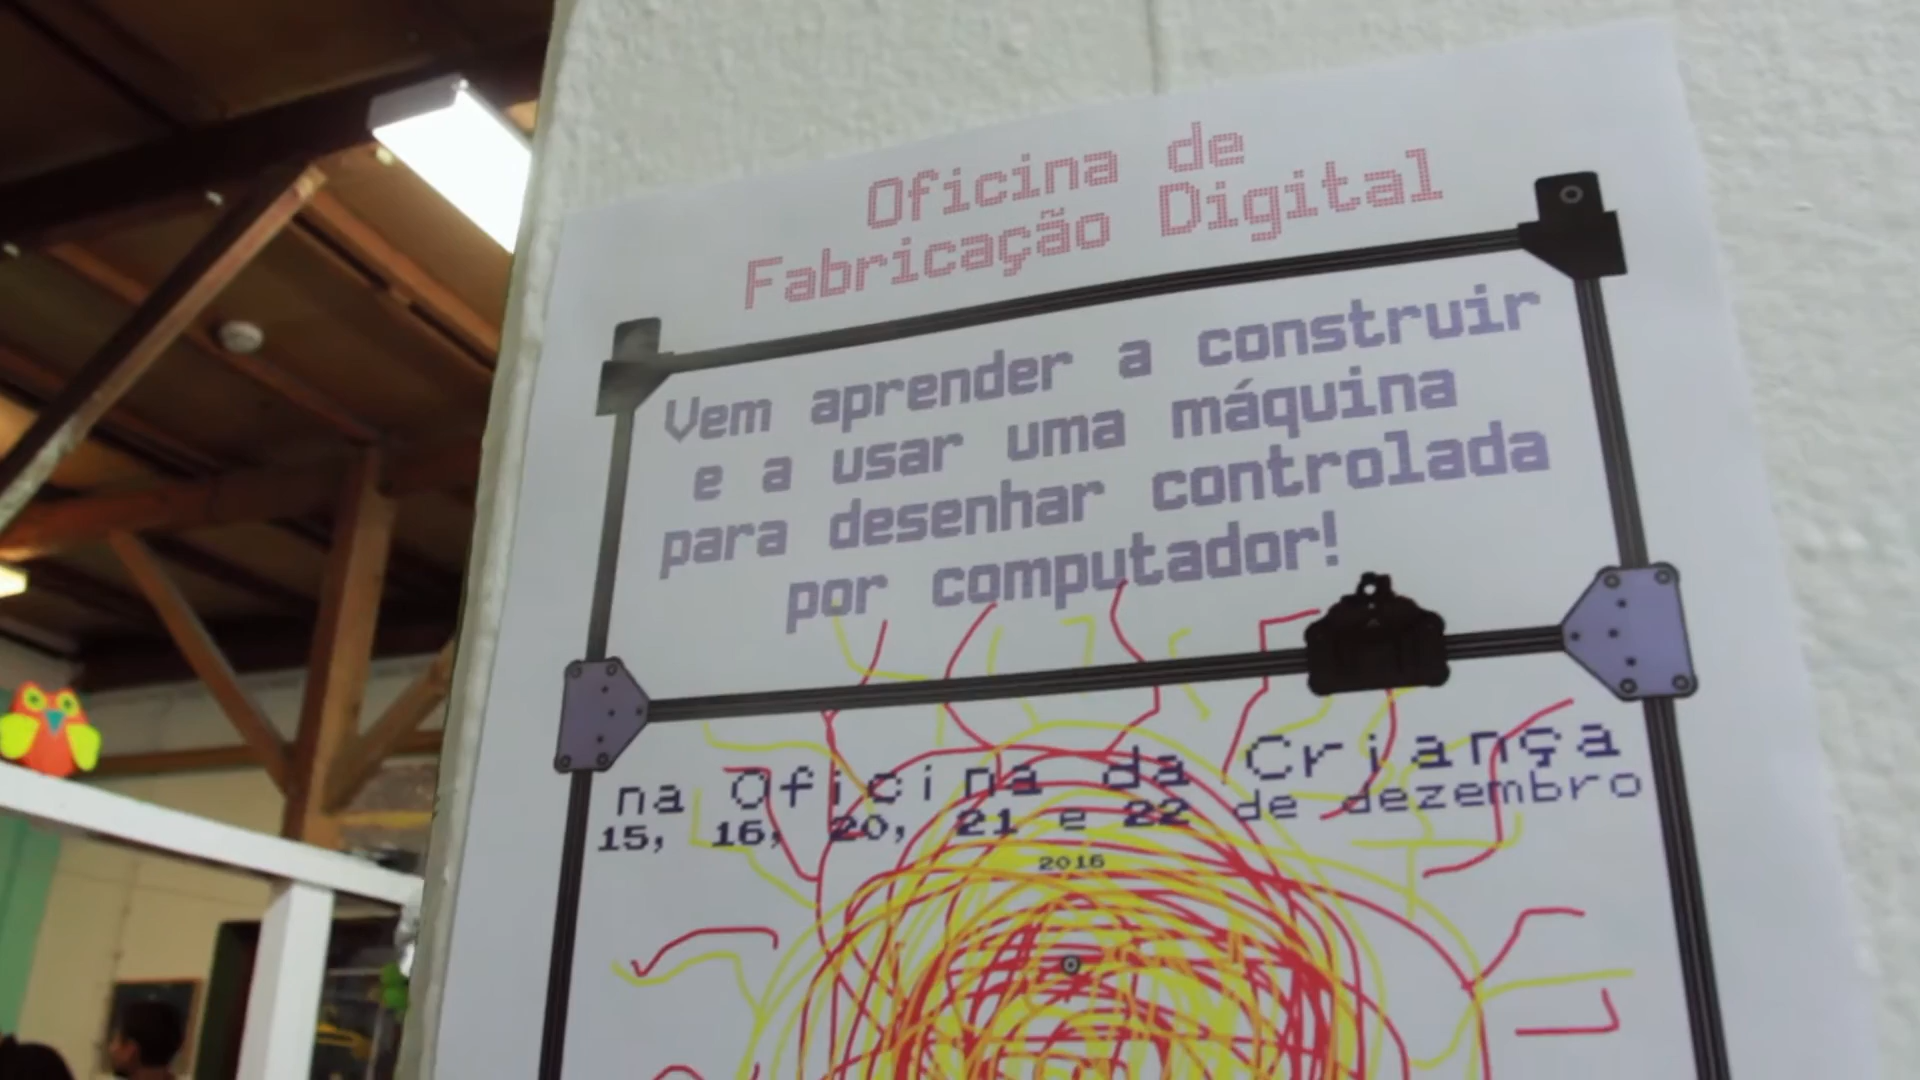 Oficina de
Fabricação Digital
Vem aprender a construir
e a usar uma máquina
para desenhar controlada
por computador!
na Oficina da Criança
15, 16, 20, 21 e 22 de dezembro
2016